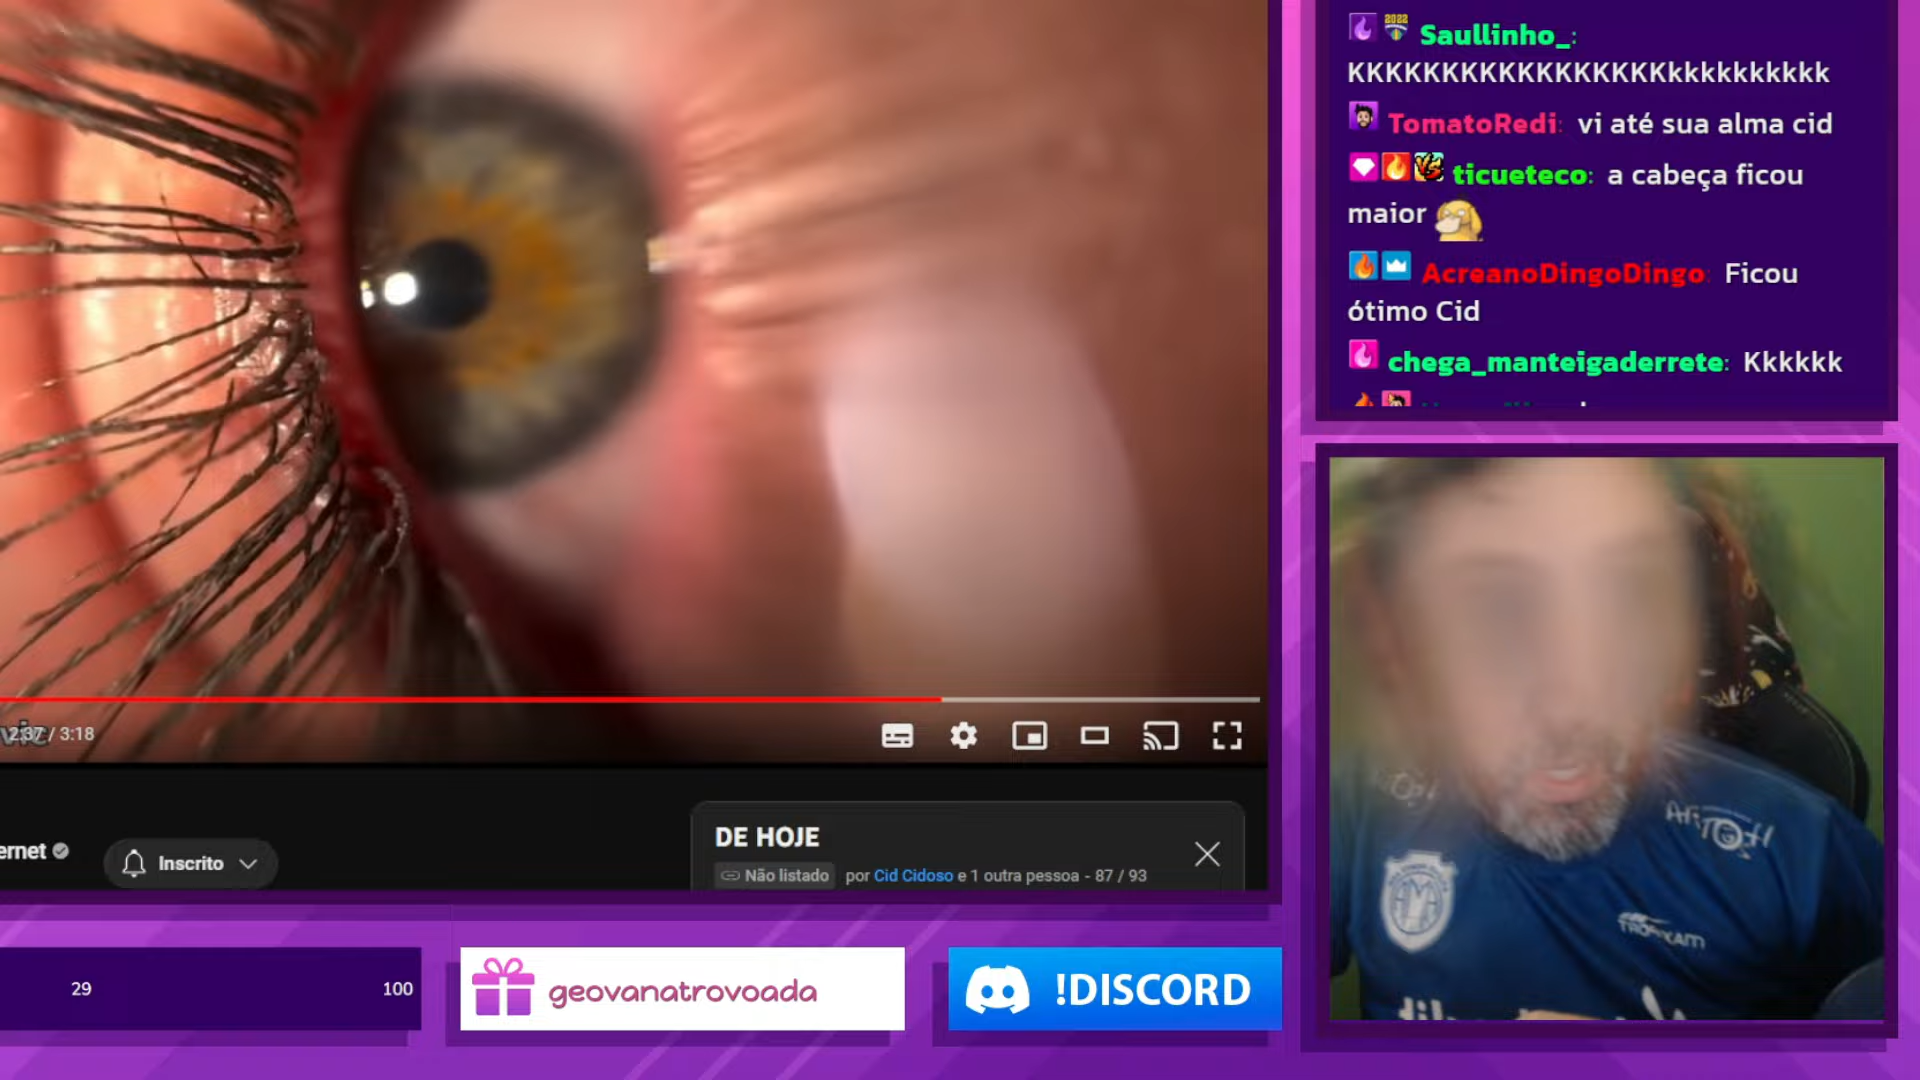 2022
Saullinho_:
KKKKKKKKKKKKKKKKKkkkkkkkkkk
TomatoRedi: vi até sua alma cid
ticueteco: a cabeça ficou
maior
AcreanoDingoDingo: Ficou
ótimo Cid
chega_manteigaderrete: Kkkkkk
2:37 / 3:18
ernet
Inscrito
DE HOJE
Não listado por Cid Cidoso e 1 outra pessoa - 87 / 93
29 100
geovanatrovoada
!DISCORD